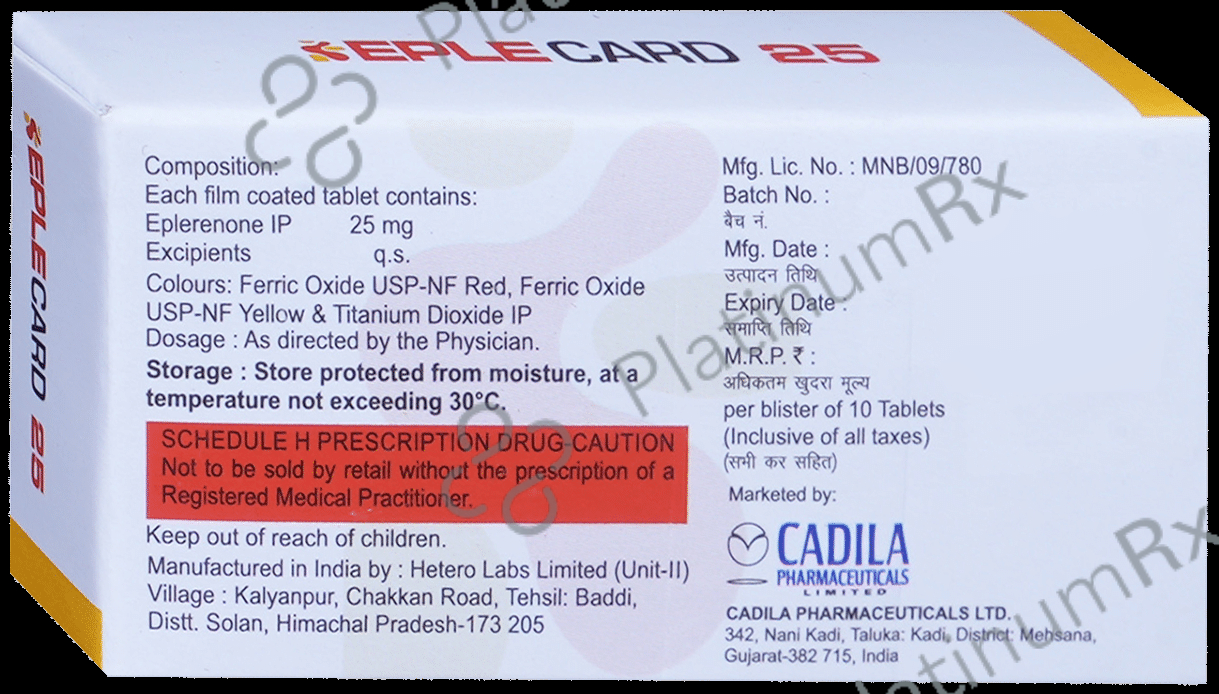 EPLECARD 25
EPLECARD 25
Composition:
Each film coated tablet contains:
Eplerenone IP 25 mg
Excipients q.s.
Colours: Ferric Oxide USP-NF Red, Ferric Oxide
USP-NF Yellow & Titanium Dioxide IP
Dosage : As directed by the Physician.
Storage : Store protected from moisture, at a
temperature not exceeding 30°C.
SCHEDULE H PRESCRIPTION DRUG-CAUTION
Not to be sold by retail without the prescription of a
Registered Medical Practitioner.
Keep out of reach of children.
Manufactured in India by : Hetero Labs Limited (Unit-II)
Village : Kalyanpur, Chakkan Road, Tehsil: Baddi,
Distt. Solan, Himachal Pradesh-173 205
Mfg. Lic. No. : MNB/09/780
Batch No. :
बैच नं.
Mfg. Date :
उत्पादन तिथि
Expiry Date :
समाप्ति तिथि
M.R.P. ₹ :
अधिकतम खुदरा मूल्य
per blister of 10 Tablets
(Inclusive of all taxes)
(सभी कर सहित)
Marketed by:
CADILA
PHARMACEUTICALS
LIMITED
CADILA PHARMACEUTICALS LTD.
342, Nani Kadi, Taluka: Kadi, District: Mehsana,
Gujarat-382 715, India
PlatinumRx